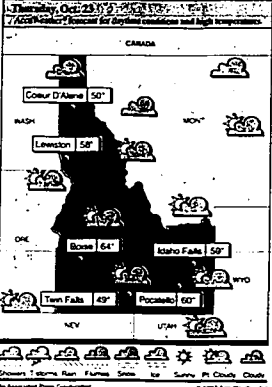 Thursday, Oct. 23
AccuWeather® forecast for daytime conditions and high temperatures
CANADA
Coeur D'Alene 50°
WASH
MONT
Lewiston 58°
ORE
Boise 64°
Idaho Falls 59°
WYO
Twin Falls 49°
Pocatello 60°
NEV
UTAH
Showers T-storms Rain Flurries Snow Ice Sunny Pt. Cloudy Cloudy